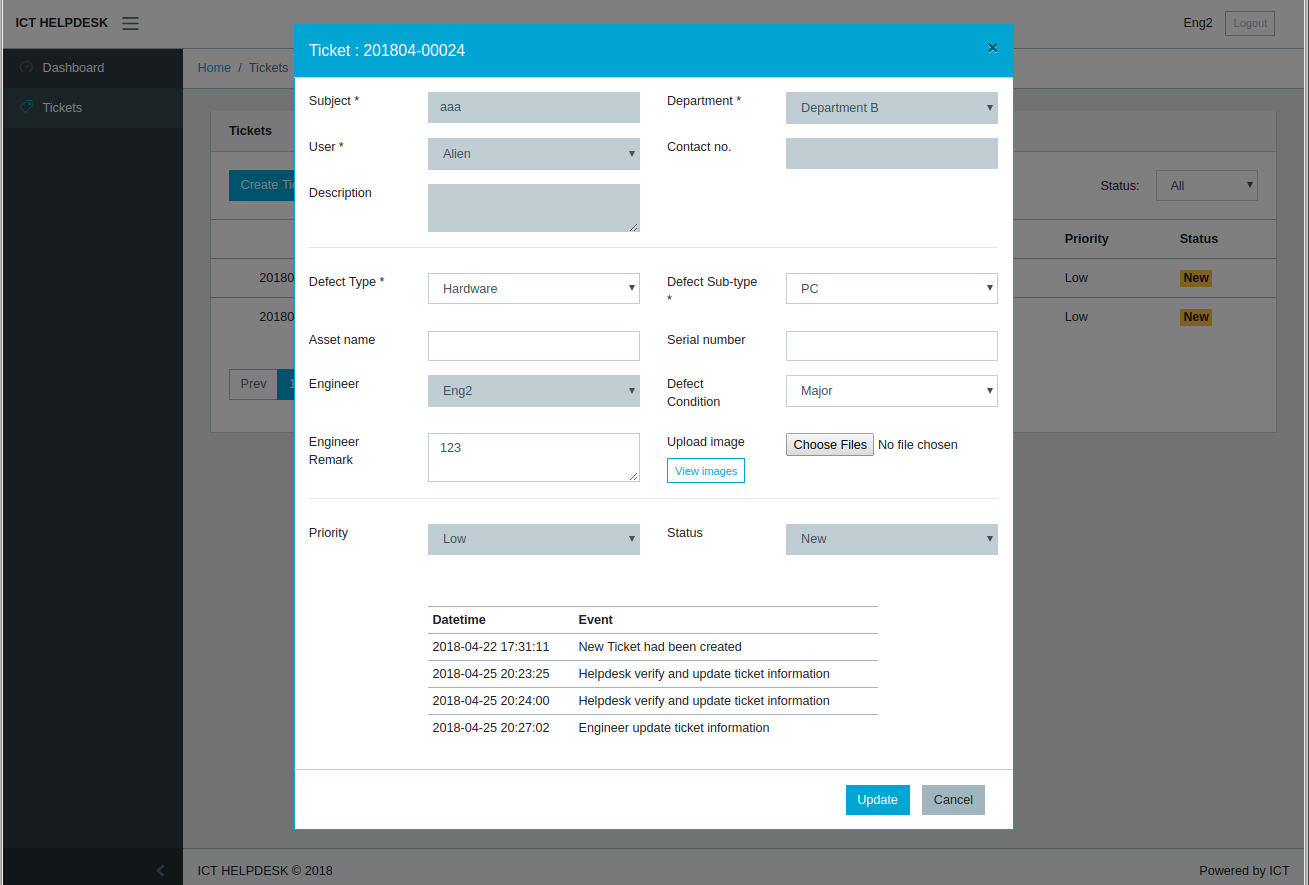 ICT HELPDESK
Eng2
Logout
Dashboard
Tickets
Home / Tickets
Tickets
Create
Status: All
Priority Status
201804
Low New
201804
Low New
Prev 1
Ticket : 201804-00024 ×
Subject * aaa Department * Department B
User * Alien Contact no.
Description
Defect Type * Hardware Defect Sub-type
* PC
Asset name Serial number
Engineer Eng2 Defect
Condition Major
Engineer
Remark 123 Upload image Choose Files No file chosen
View images
Priority Low Status New
Datetime Event
2018-04-22 17:31:11 New Ticket had been created
2018-04-25 20:23:25 Helpdesk verify and update ticket information
2018-04-25 20:24:00 Helpdesk verify and update ticket information
2018-04-25 20:27:02 Engineer update ticket information
Update Cancel
ICT HELPDESK © 2018 Powered by ICT